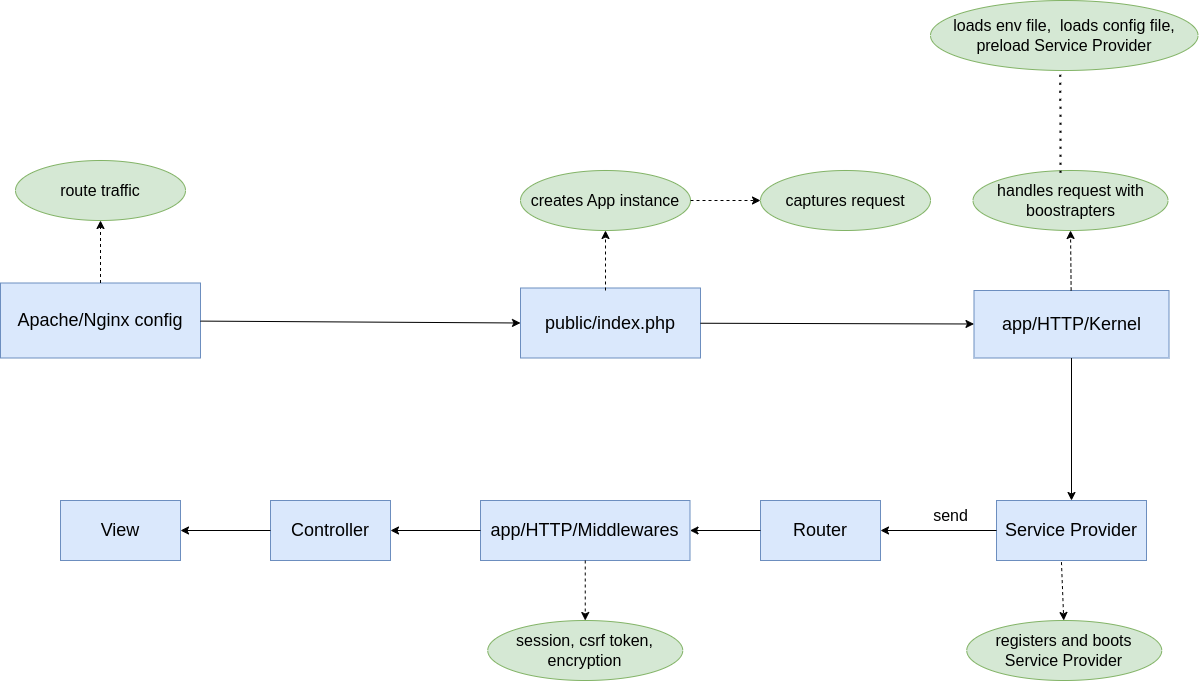 loads env file,  loads config file,
preload Service Provider
route traffic
creates App instance
captures request
handles request with
boostrapters
Apache/Nginx config
public/index.php
app/HTTP/Kernel
send
View
Controller
app/HTTP/Middlewares
Router
Service Provider
session, csrf token,
encryption
registers and boots
Service Provider